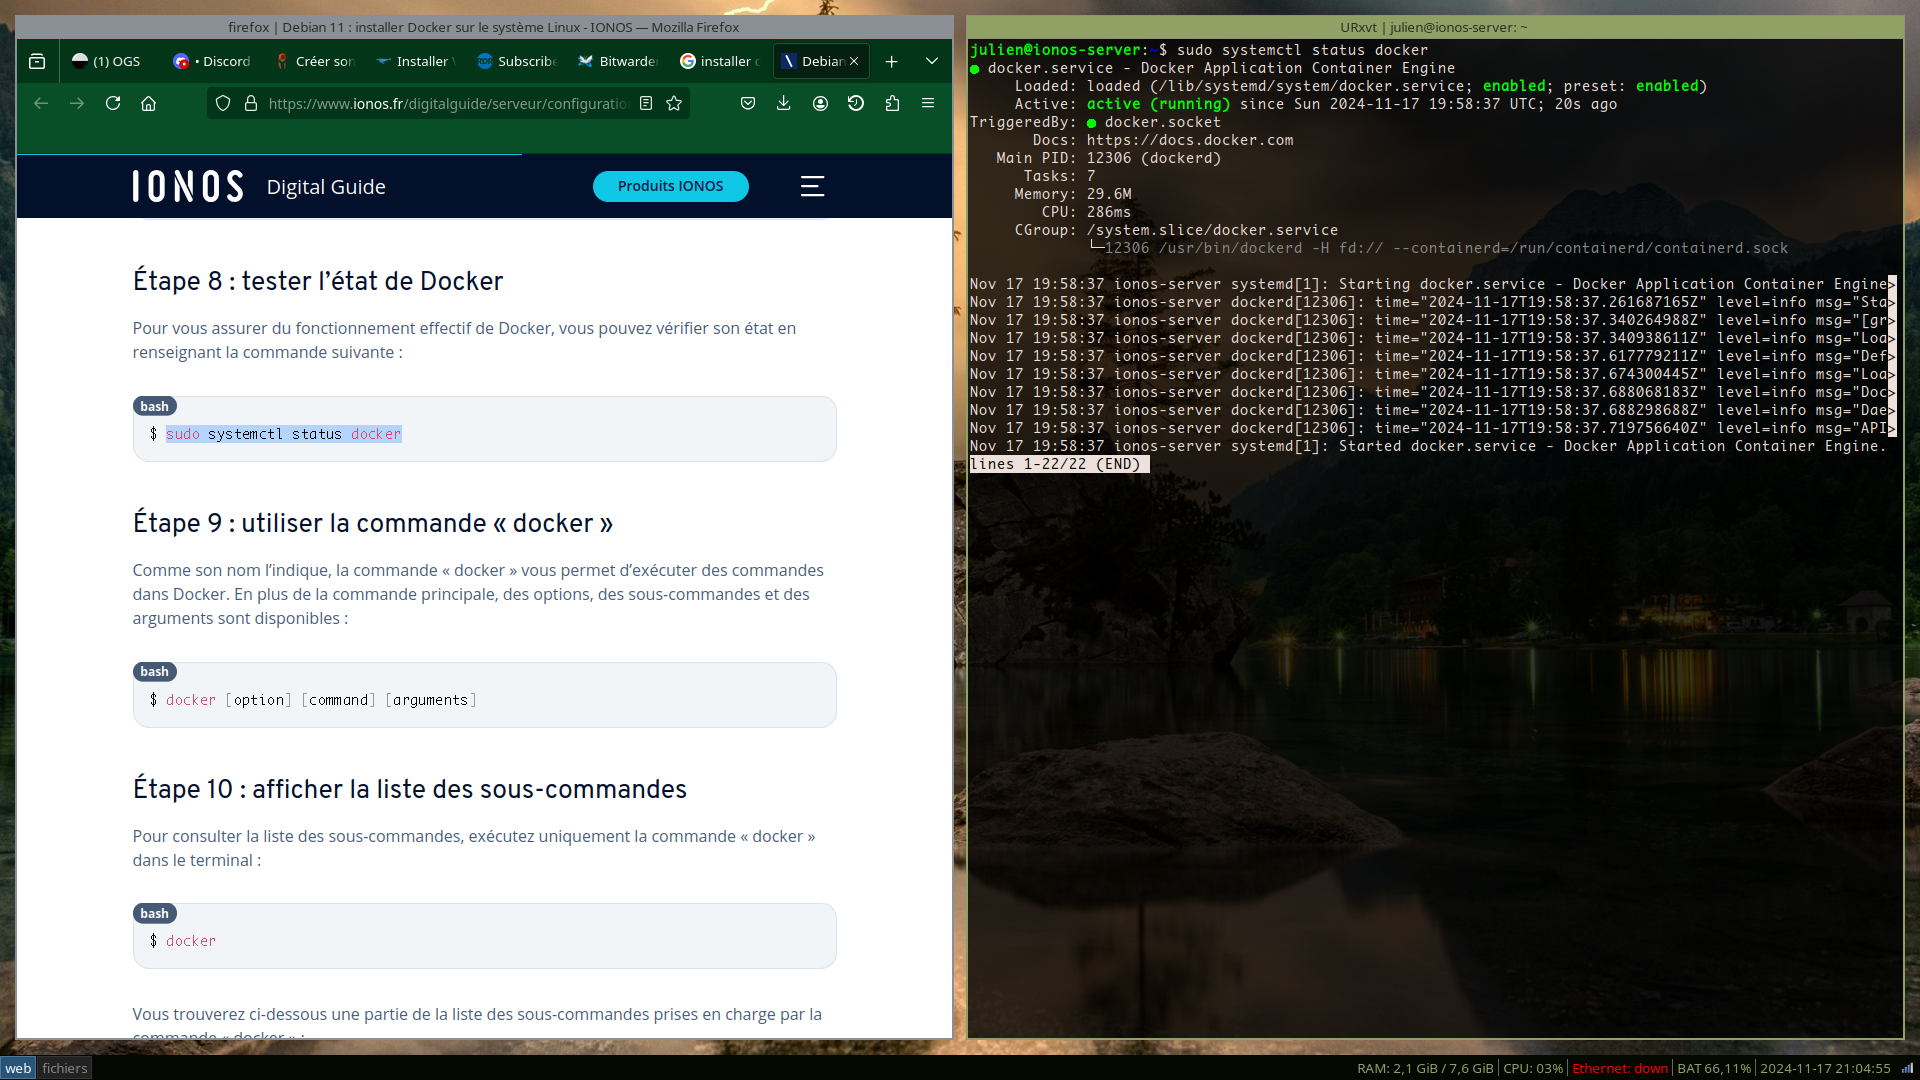 firefox | Debian 11 : installer Docker sur le système Linux - IONOS — Mozilla Firefox
(1) OGS
• Discord
Créer son
Installer
Subscribe
Bitwarde
installer
Debian
https://www.ionos.fr/digitalguide/serveur/configuratio
IONOS Digital Guide
Produits IONOS
Étape 8 : tester l’état de Docker
Pour vous assurer du fonctionnement effectif de Docker, vous pouvez vérifier son état en
renseignant la commande suivante :
bash
$ sudo systemctl status docker
Étape 9 : utiliser la commande « docker »
Comme son nom l’indique, la commande « docker » vous permet d’exécuter des commandes
dans Docker. En plus de la commande principale, des options, des sous-commandes et des
arguments sont disponibles :
bash
$ docker [option] [command] [arguments]
Étape 10 : afficher la liste des sous-commandes
Pour consulter la liste des sous-commandes, exécutez uniquement la commande « docker »
dans le terminal :
bash
$ docker
Vous trouverez ci-dessous une partie de la liste des sous-commandes prises en charge par la
commande « docker » :
URxvt | julien@ionos-server: ~
julien@ionos-server:~$ sudo systemctl status docker
● docker.service - Docker Application Container Engine
Loaded: loaded (/lib/systemd/system/docker.service; enabled; preset: enabled)
Active: active (running) since Sun 2024-11-17 19:58:37 UTC; 20s ago
TriggeredBy: ● docker.socket
Docs: https://docs.docker.com
Main PID: 12306 (dockerd)
Tasks: 7
Memory: 29.6M
CPU: 286ms
CGroup: /system.slice/docker.service
└─12306 /usr/bin/dockerd -H fd:// --containerd=/run/containerd/containerd.sock
Nov 17 19:58:37 ionos-server systemd[1]: Starting docker.service - Docker Application Container Engine>
Nov 17 19:58:37 ionos-server dockerd[12306]: time="2024-11-17T19:58:37.261687165Z" level=info msg="Sta>
Nov 17 19:58:37 ionos-server dockerd[12306]: time="2024-11-17T19:58:37.340264988Z" level=info msg="[gr>
Nov 17 19:58:37 ionos-server dockerd[12306]: time="2024-11-17T19:58:37.340938611Z" level=info msg="Loa>
Nov 17 19:58:37 ionos-server dockerd[12306]: time="2024-11-17T19:58:37.617779211Z" level=info msg="Def>
Nov 17 19:58:37 ionos-server dockerd[12306]: time="2024-11-17T19:58:37.674300445Z" level=info msg="Loa>
Nov 17 19:58:37 ionos-server dockerd[12306]: time="2024-11-17T19:58:37.688068183Z" level=info msg="Doc>
Nov 17 19:58:37 ionos-server dockerd[12306]: time="2024-11-17T19:58:37.688298688Z" level=info msg="Dae>
Nov 17 19:58:37 ionos-server dockerd[12306]: time="2024-11-17T19:58:37.719756640Z" level=info msg="API>
Nov 17 19:58:37 ionos-server systemd[1]: Started docker.service - Docker Application Container Engine.
lines 1-22/22 (END)
web
fichiers
RAM: 2,1 GiB / 7,6 GiB | CPU: 03% | Ethernet: down | BAT 66,11% | 2024-11-17 21:04:55